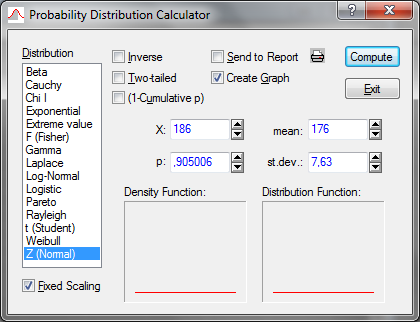 Probability Distribution Calculator
?
Distribution
Beta
Cauchy
Chi I
Exponential
Extreme value
F (Fisher)
Gamma
Laplace
Log-Normal
Logistic
Pareto
Rayleigh
t (Student)
Weibull
Z (Normal)
Fixed Scaling
Inverse
Two-tailed
(1-Cumulative p)
Send to Report
Create Graph
Compute
Exit
X: 186
mean: 176
p: ,905006
st.dev.: 7,63
Density Function:
Distribution Function: